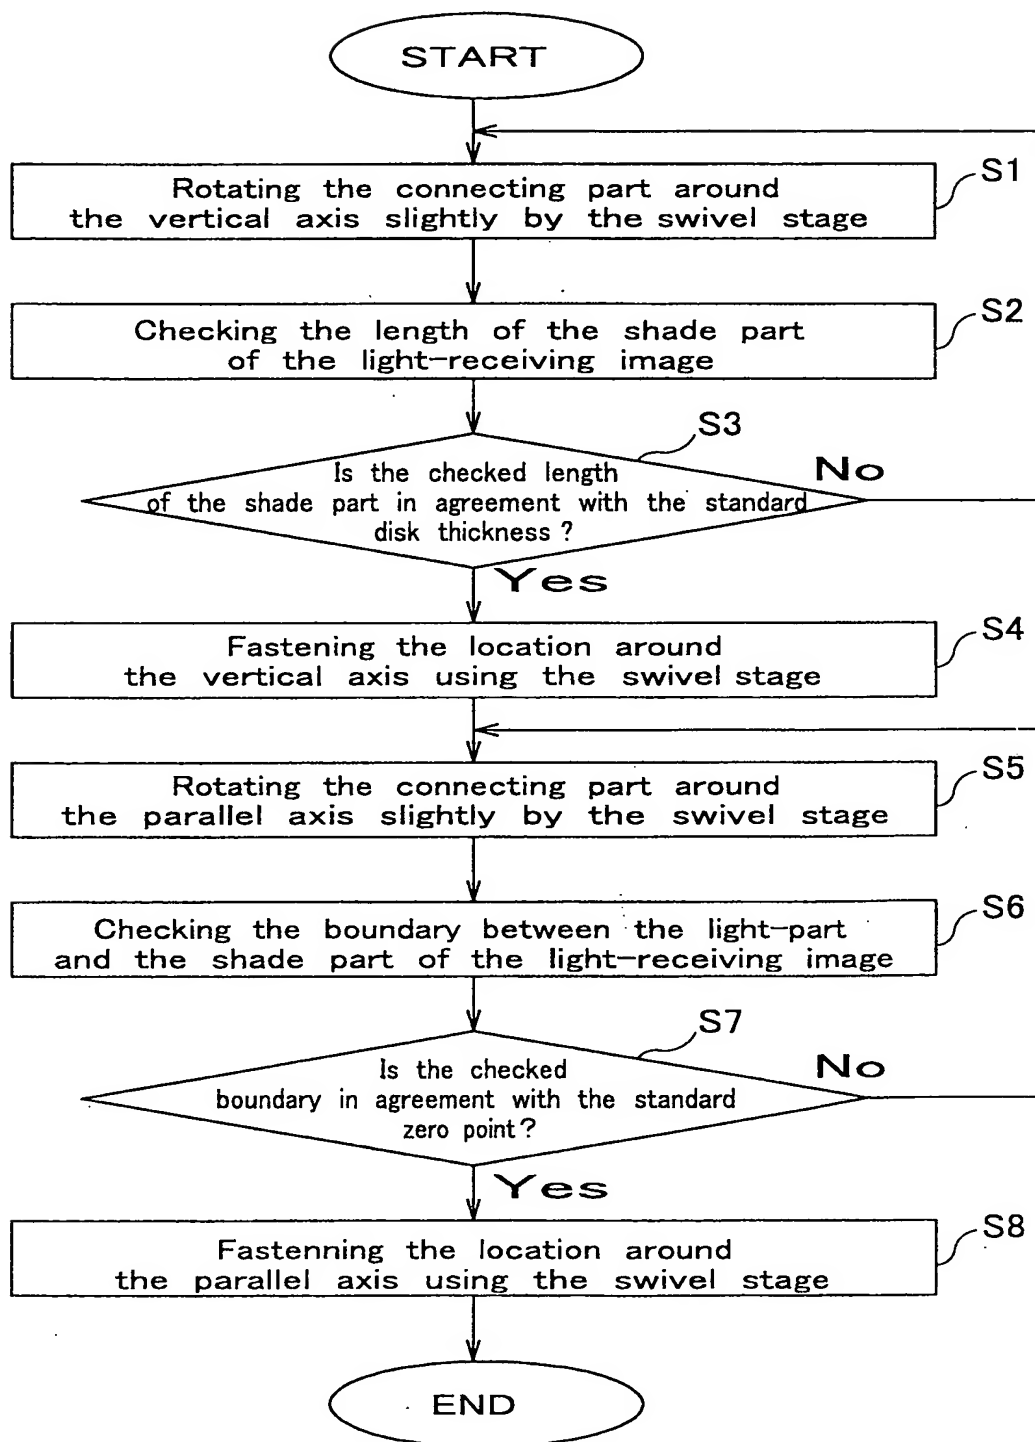 START
S1
Rotating the connecting part around
the vertical axis slightly by the swivel stage
S2
Checking the length of the shade part
of the light-receiving image
S3
Is the checked length
of the shade part in agreement with the standard
disk thickness?
No
Yes
S4
Fastening the location around
the vertical axis using the swivel stage
S5
Rotating the connecting part around
the parallel axis slightly by the swivel stage
S6
Checking the boundary between the light-part
and the shade part of the light-receiving image
S7
Is the checked
boundary in agreement with the standard
zero point?
No
Yes
S8
Fastenning the location around
the parallel axis using the swivel stage
END